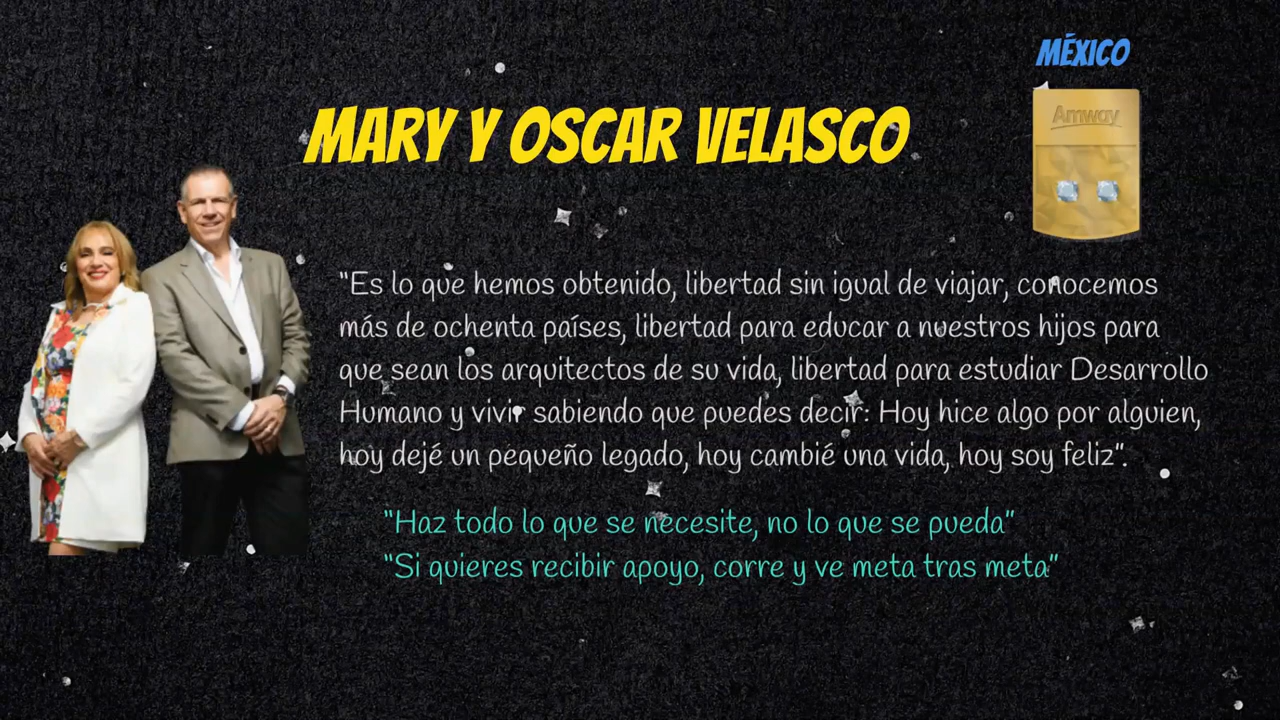 MÉXICO
Amway
MARY Y OSCAR VELASCO
“Es lo que hemos obtenido, libertad sin igual de viajar, conocemos
más de ochenta países, libertad para educar a nuestros hijos para
que sean los arquitectos de su vida, libertad para estudiar Desarrollo
Humano y vivir sabiendo que puedes decir: Hoy hice algo por alguien,
hoy dejé un pequeño legado, hoy cambié una vida, hoy soy feliz”.
“Haz todo lo que se necesite, no lo que se pueda”
“Si quieres recibir apoyo, corre y ve meta tras meta”